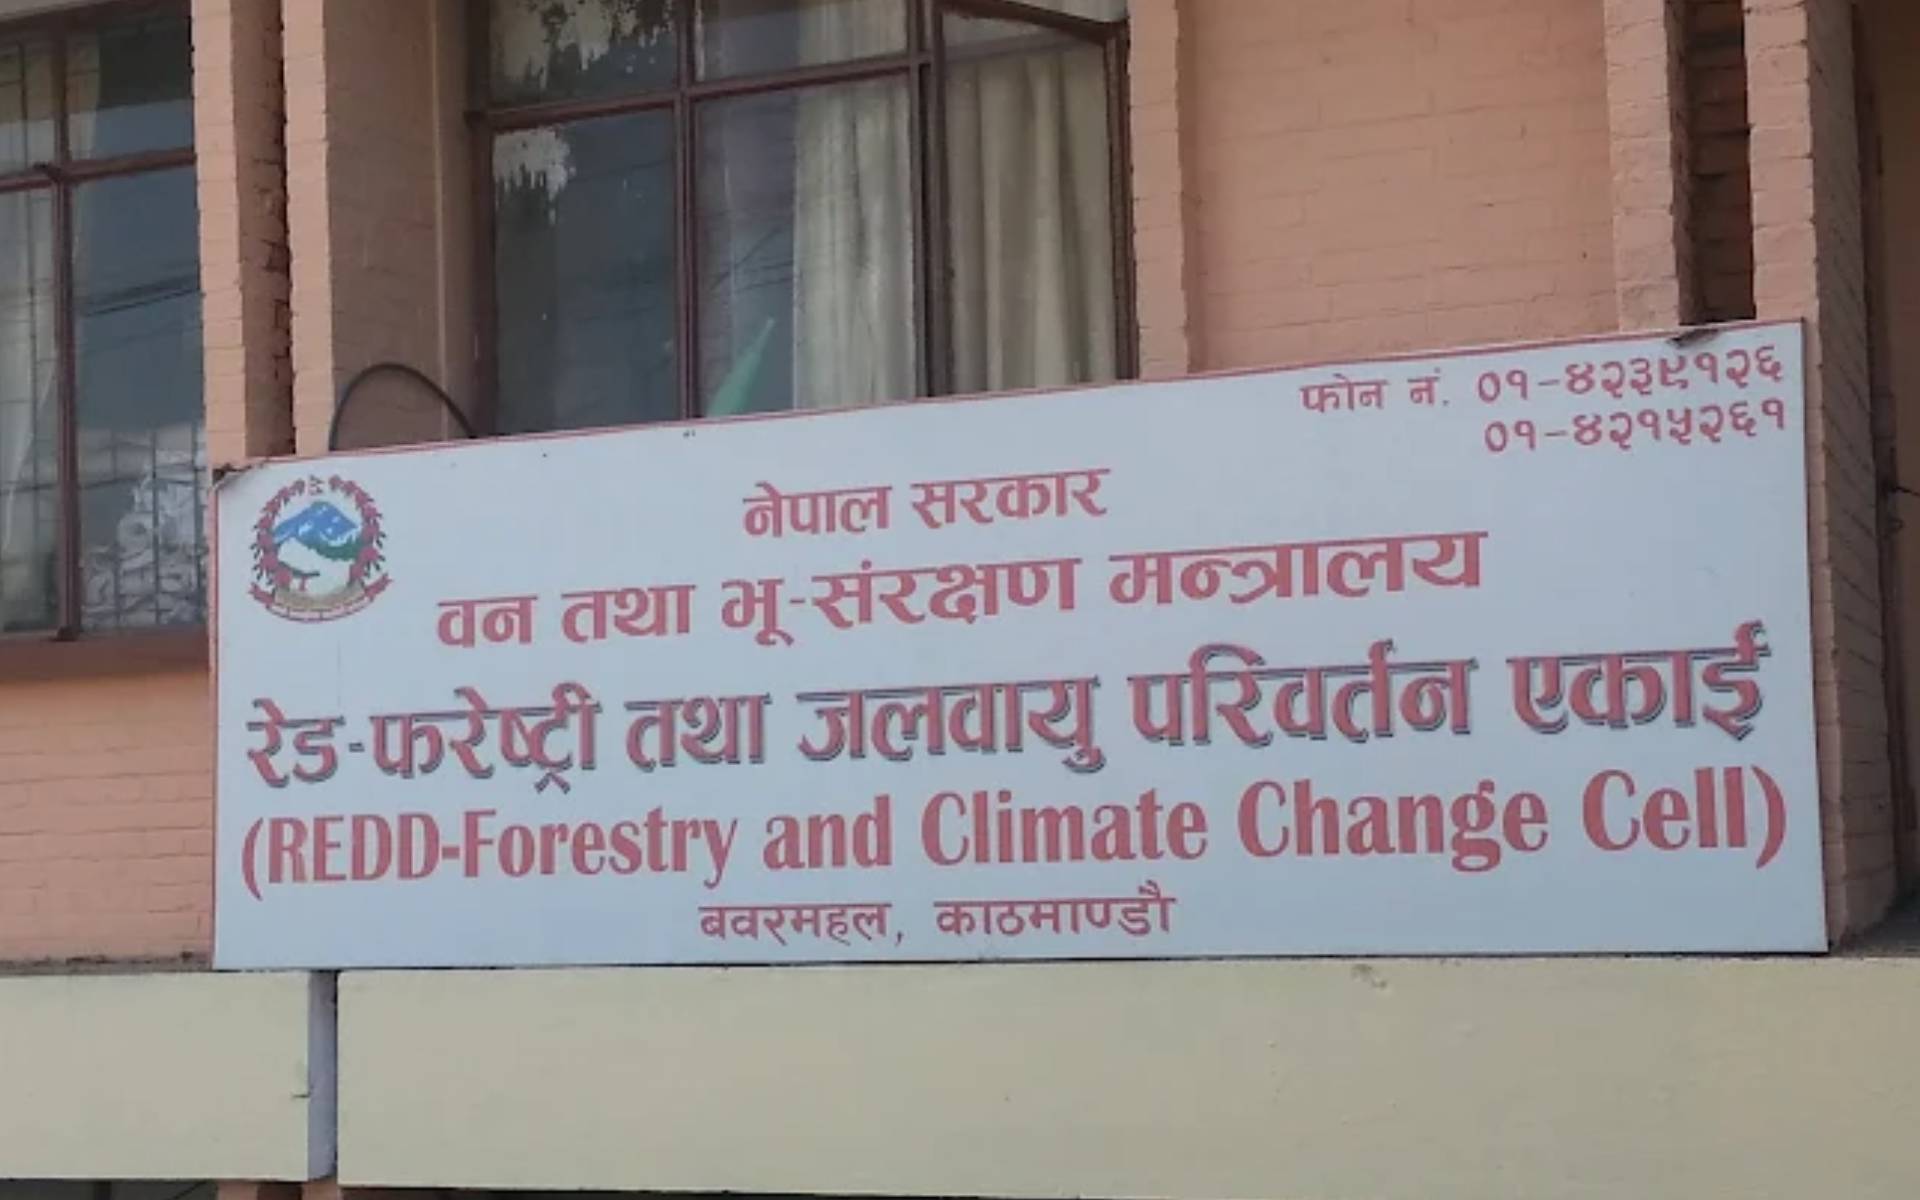 फोन नं. ०१-४२३९१२६
०१-४२१५२६१
नेपाल सरकार
वन तथा भू-संरक्षण मन्त्रालय
रेड-फरेष्ट्री तथा जलवायु परिवर्तन एकाई
(REDD-Forestry and Climate Change Cell)
बवरमहल, काठमाण्डौ